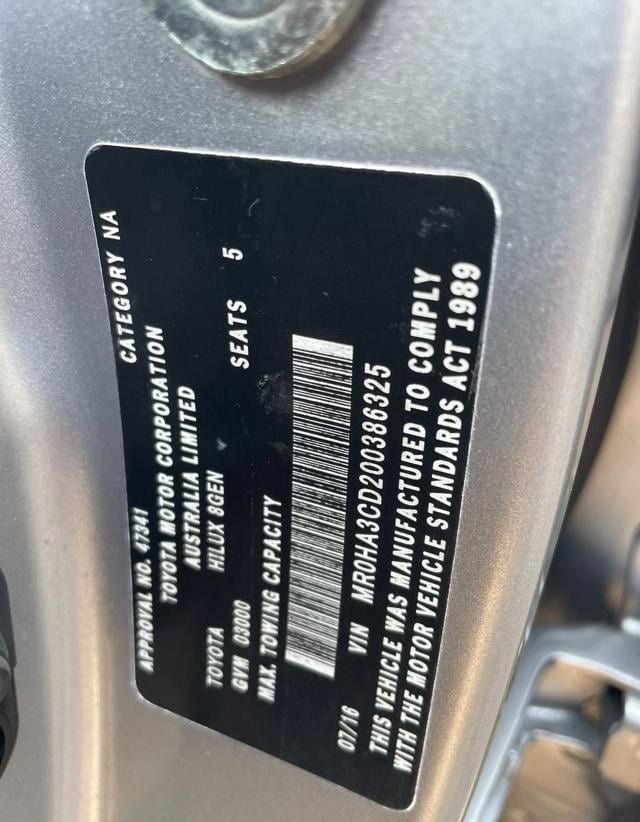 APPROVAL NO. 47341 CATEGORY NA
TOYOTA MOTOR CORPORATION
AUSTRALIA LIMITED
TOYOTA HILUX 8GEN
GVM 03000 SEATS 5
MAX. TOWING CAPACITY
07/16 VIN MR0HA3CD200386325
THIS VEHICLE WAS MANUFACTURED TO COMPLY
WITH THE MOTOR VEHICLE STANDARDS ACT 1989